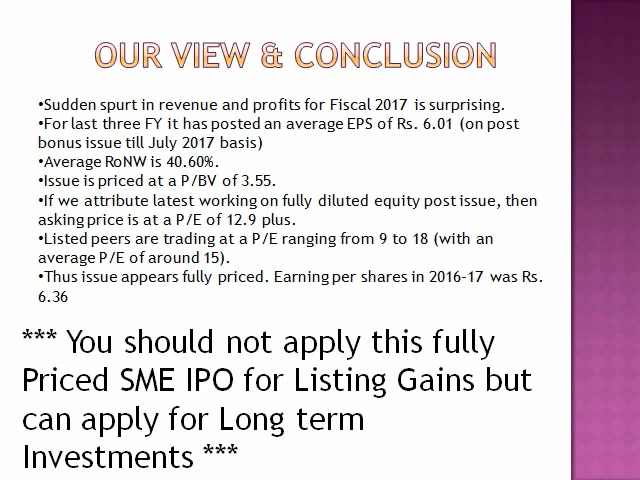 OUR VIEW & CONCLUSION
•Sudden spurt in revenue and profits for Fiscal 2017 is surprising.
•For last three FY it has posted an average EPS of Rs. 6.01 (on post
bonus issue till July 2017 basis)
•Average RoNW is 40.60%.
•Issue is priced at a P/BV of 3.55.
•If we attribute latest working on fully diluted equity post issue, then
asking price is at a P/E of 12.9 plus.
•Listed peers are trading at a P/E ranging from 9 to 18 (with an
average P/E of around 15).
•Thus issue appears fully priced. Earning per shares in 2016-17 was Rs.
6.36
*** You should not apply this fully
Priced SME IPO for Listing Gains but
can apply for Long term
Investments ***